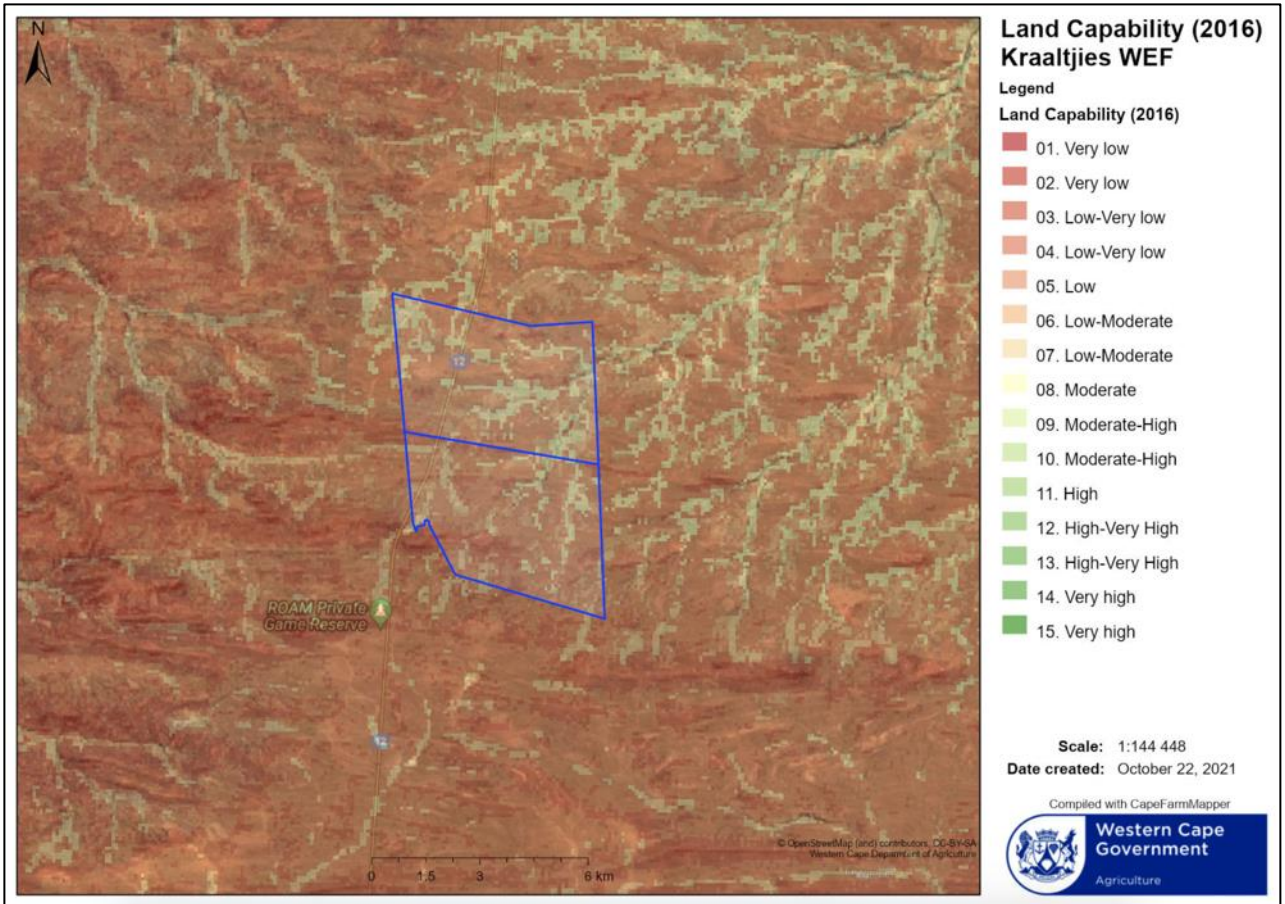 N
Land Capability (2016)
Kraaltjies WEF
Legend
Land Capability (2016)
01. Very low
02. Very low
03. Low-Very low
04. Low-Very low
05. Low
06. Low-Moderate
07. Low-Moderate
08. Moderate
09. Moderate-High
10. Moderate-High
11. High
12. High-Very High
13. High-Very High
14. Very high
15. Very high
12
ROAM Private
Game Reserve
12
0 1,5 3 6 km
© OpenStreetMap (and) contributors, CC-BY-SA
Western Cape Department of Agriculture
Scale: 1:144 448
Date created: October 22, 2021
Compiled with CapeFarmMapper
Western Cape
Government
Agriculture